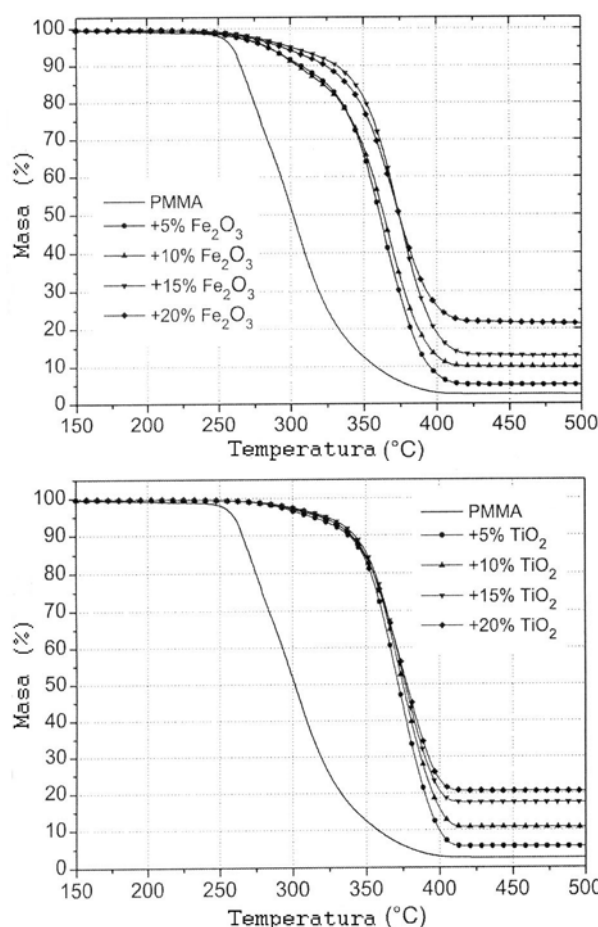 100
90
80
70
60
50
40
30
20
10
0
Masa (%)
PMMA
+5% Fe₂O₃
+10% Fe₂O₃
+15% Fe₂O₃
+20% Fe₂O₃
150 200 250 300 350 400 450 500
Temperatura (°C)
100
90
80
70
60
50
40
30
20
10
0
Masa (%)
PMMA
+5% TiO₂
+10% TiO₂
+15% TiO₂
+20% TiO₂
150 200 250 300 350 400 450 500
Temperatura (°C)